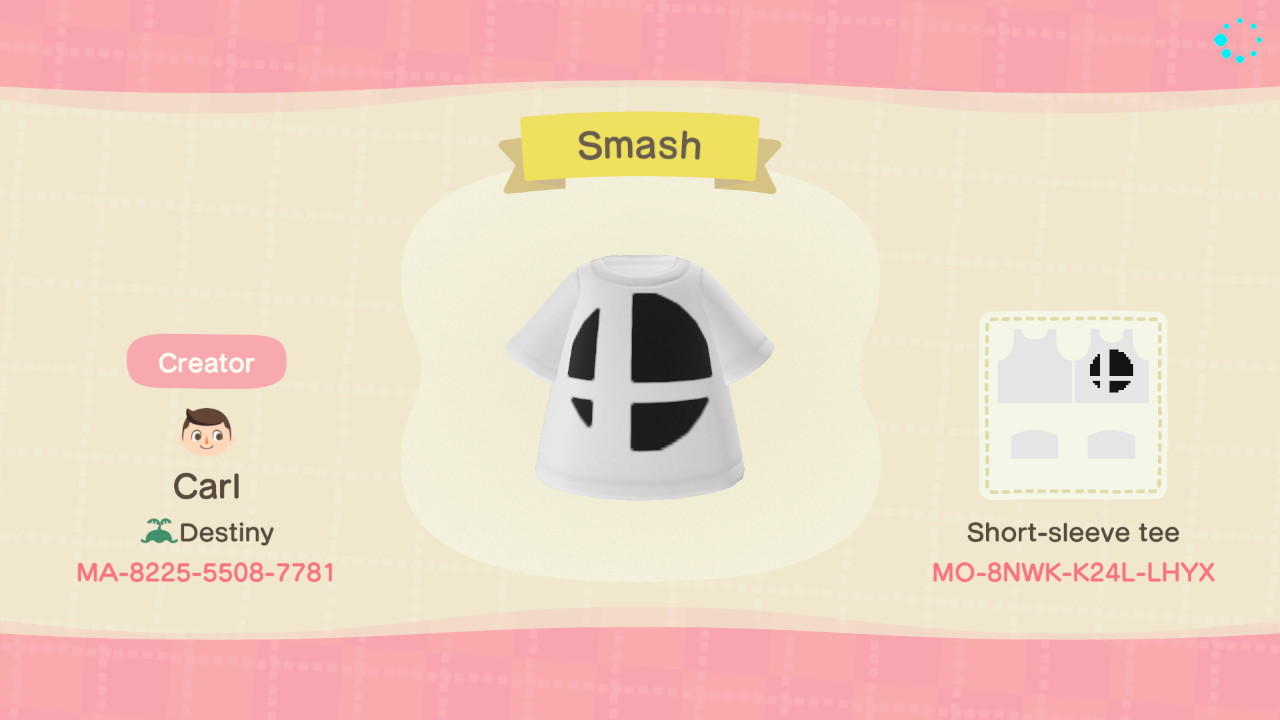 Smash
Creator
Carl
Destiny
MA-8225-5508-7781
Short-sleeve tee
MO-8NWK-K24L-LHYX